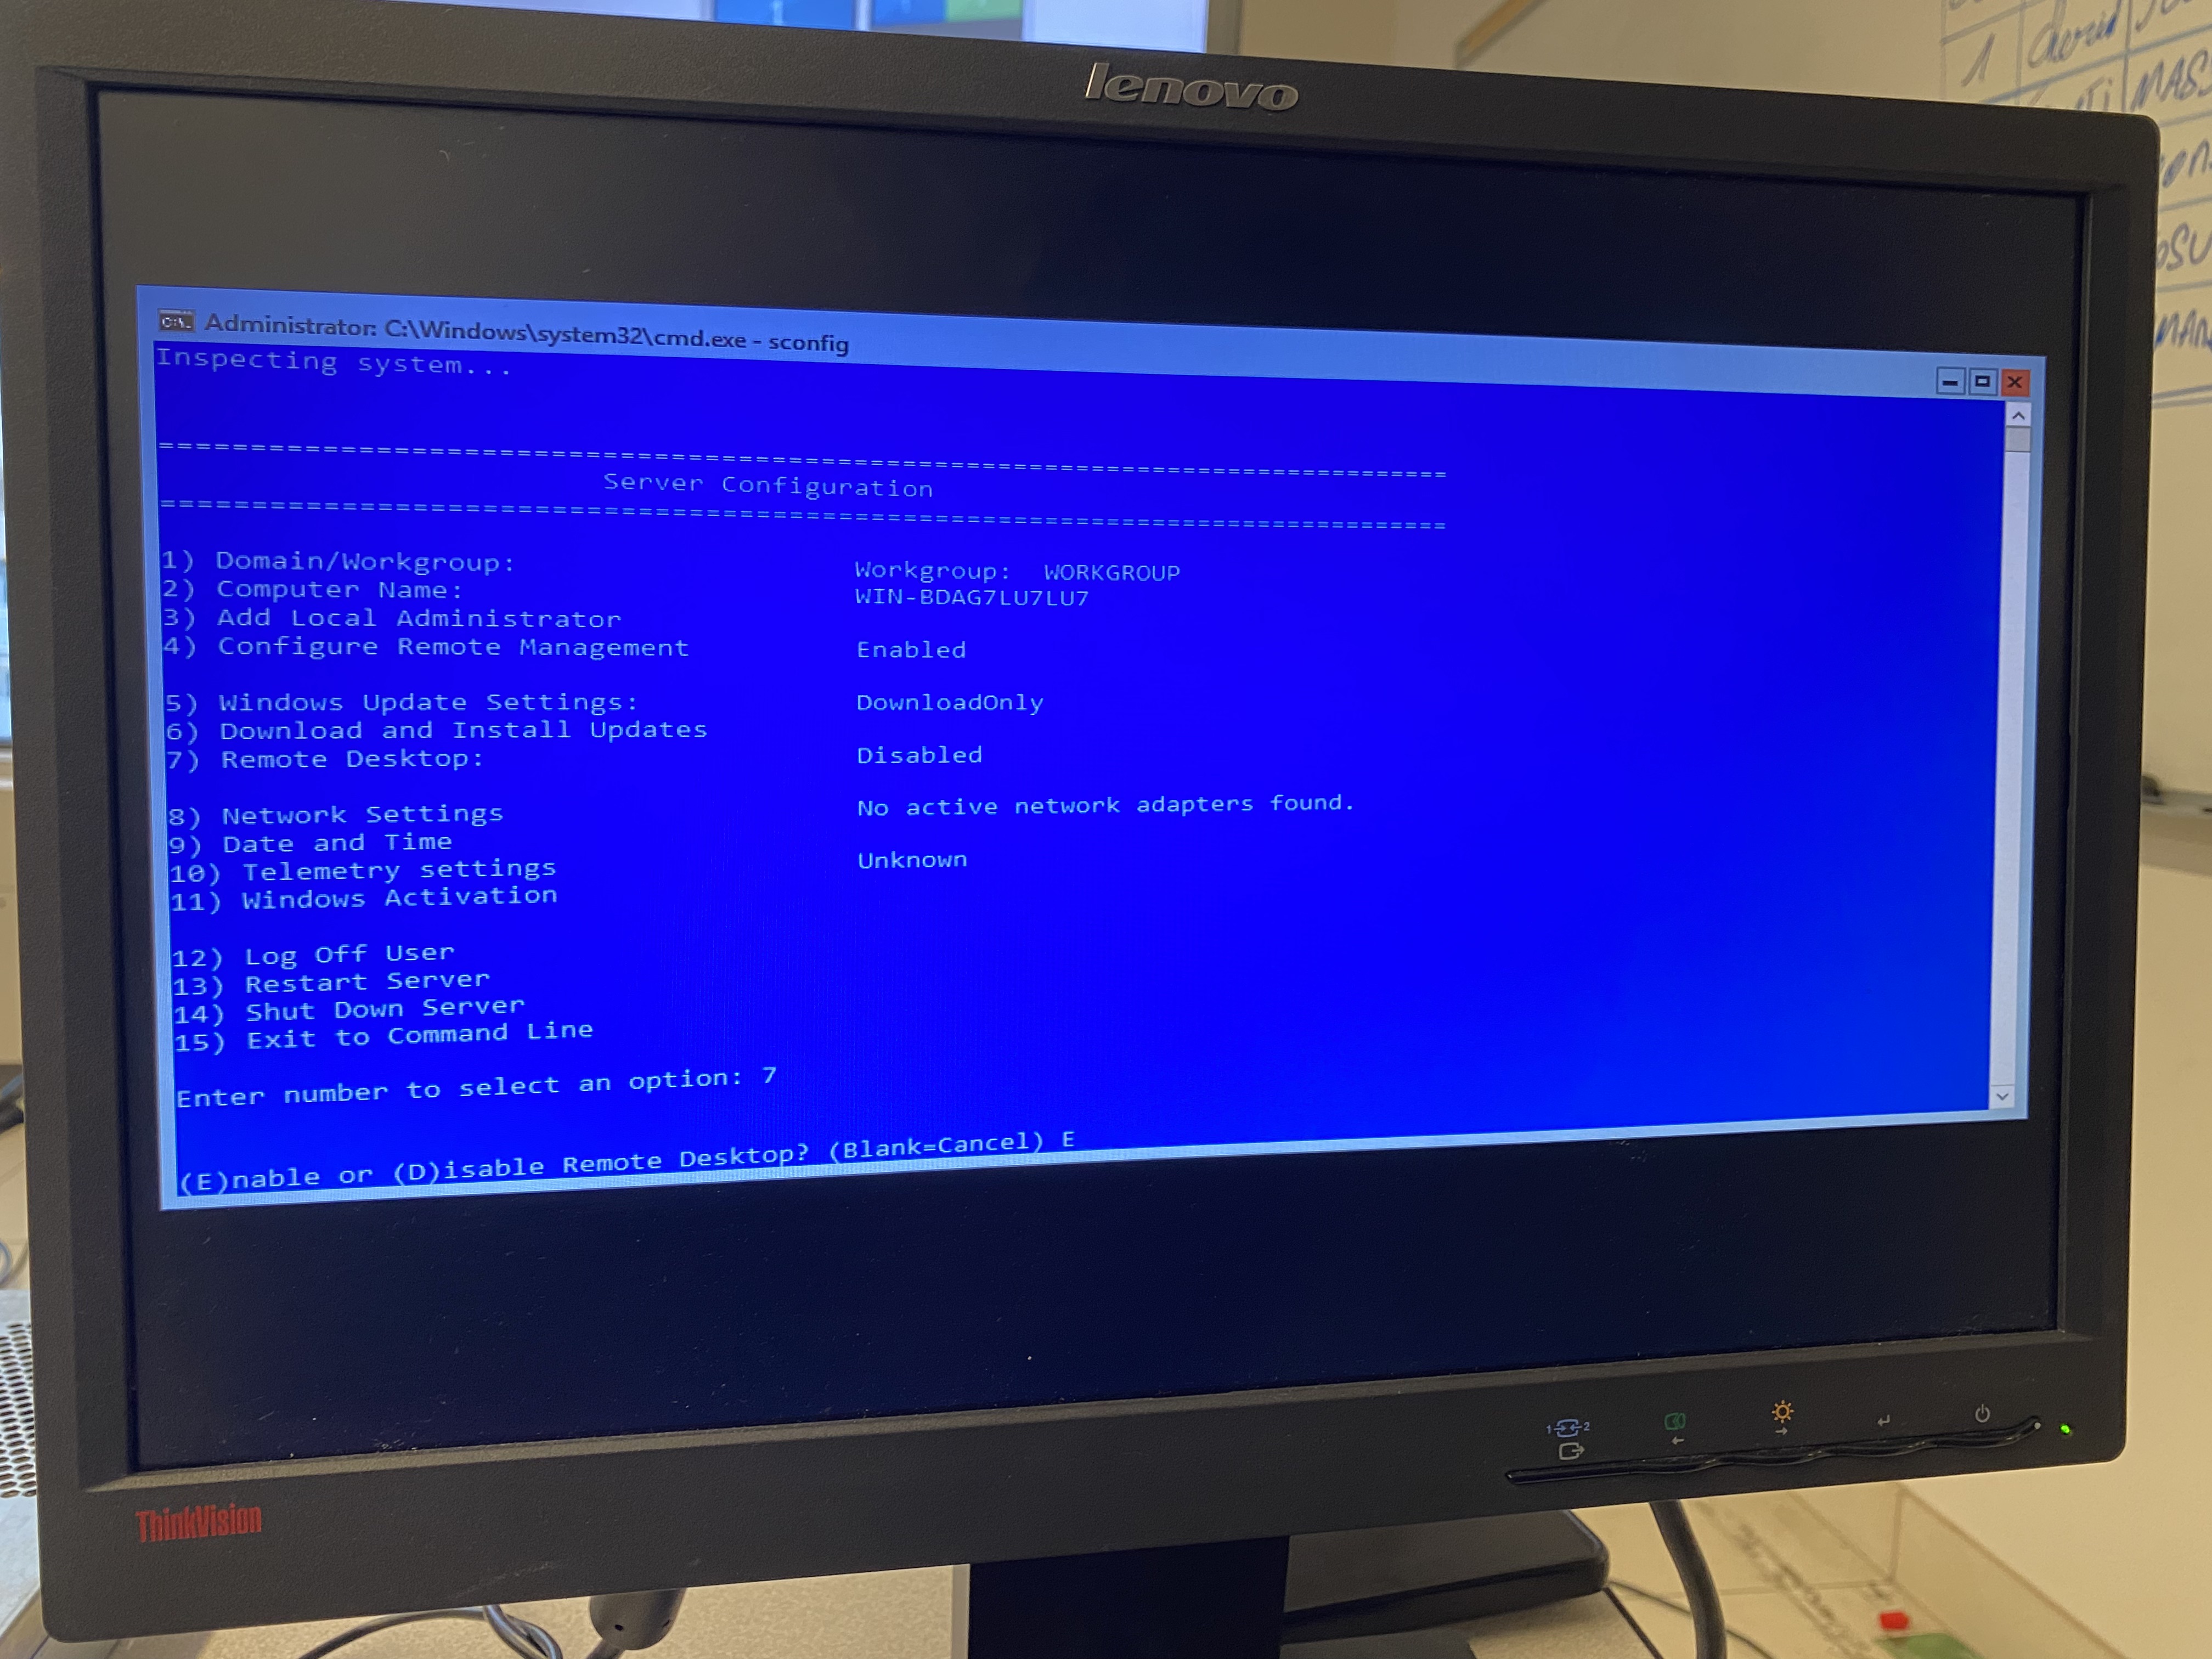 lenovo
Administrator: C:\Windows\system32\cmd.exe - sconfig
Inspecting system...
===============================================================================
Server Configuration
===============================================================================
1) Domain/Workgroup: Workgroup: WORKGROUP
2) Computer Name: WIN-BDAG7LU7LU7
3) Add Local Administrator
4) Configure Remote Management Enabled
5) Windows Update Settings: DownloadOnly
6) Download and Install Updates
7) Remote Desktop: Disabled
8) Network Settings No active network adapters found.
9) Date and Time
10) Telemetry settings Unknown
11) Windows Activation
12) Log Off User
13) Restart Server
14) Shut Down Server
15) Exit to Command Line
Enter number to select an option: 7
(E)nable or (D)isable Remote Desktop? (Blank=Cancel) E
ThinkVision
1